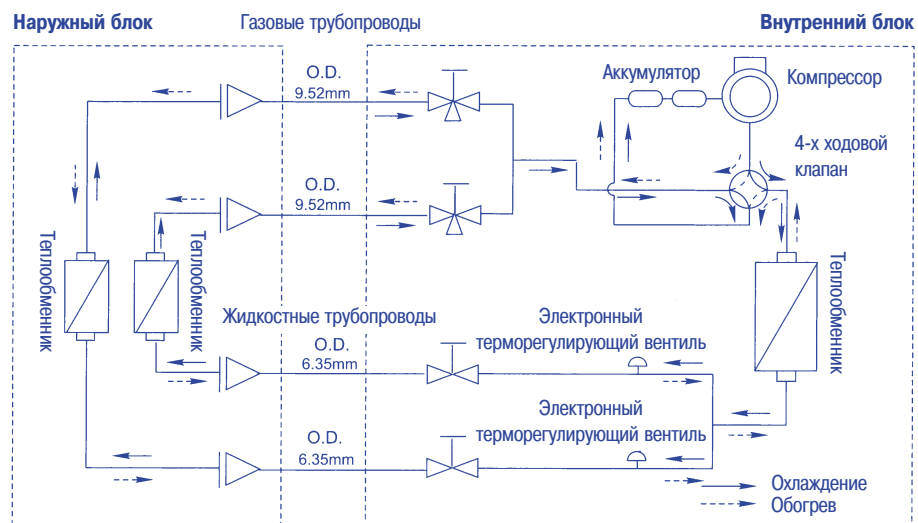 Наружный блок
Газовые трубопроводы
Внутренний блок
O.D.
9.52mm
Аккумулятор
Компрессор
4-х ходовой
клапан
O.D.
9.52mm
Теплообменник
Теплообменник
Теплообменник
Жидкостные трубопроводы
Электронный
терморегулирующий вентиль
O.D.
6.35mm
Электронный
терморегулирующий вентиль
O.D.
6.35mm
Охлаждение
Обогрев